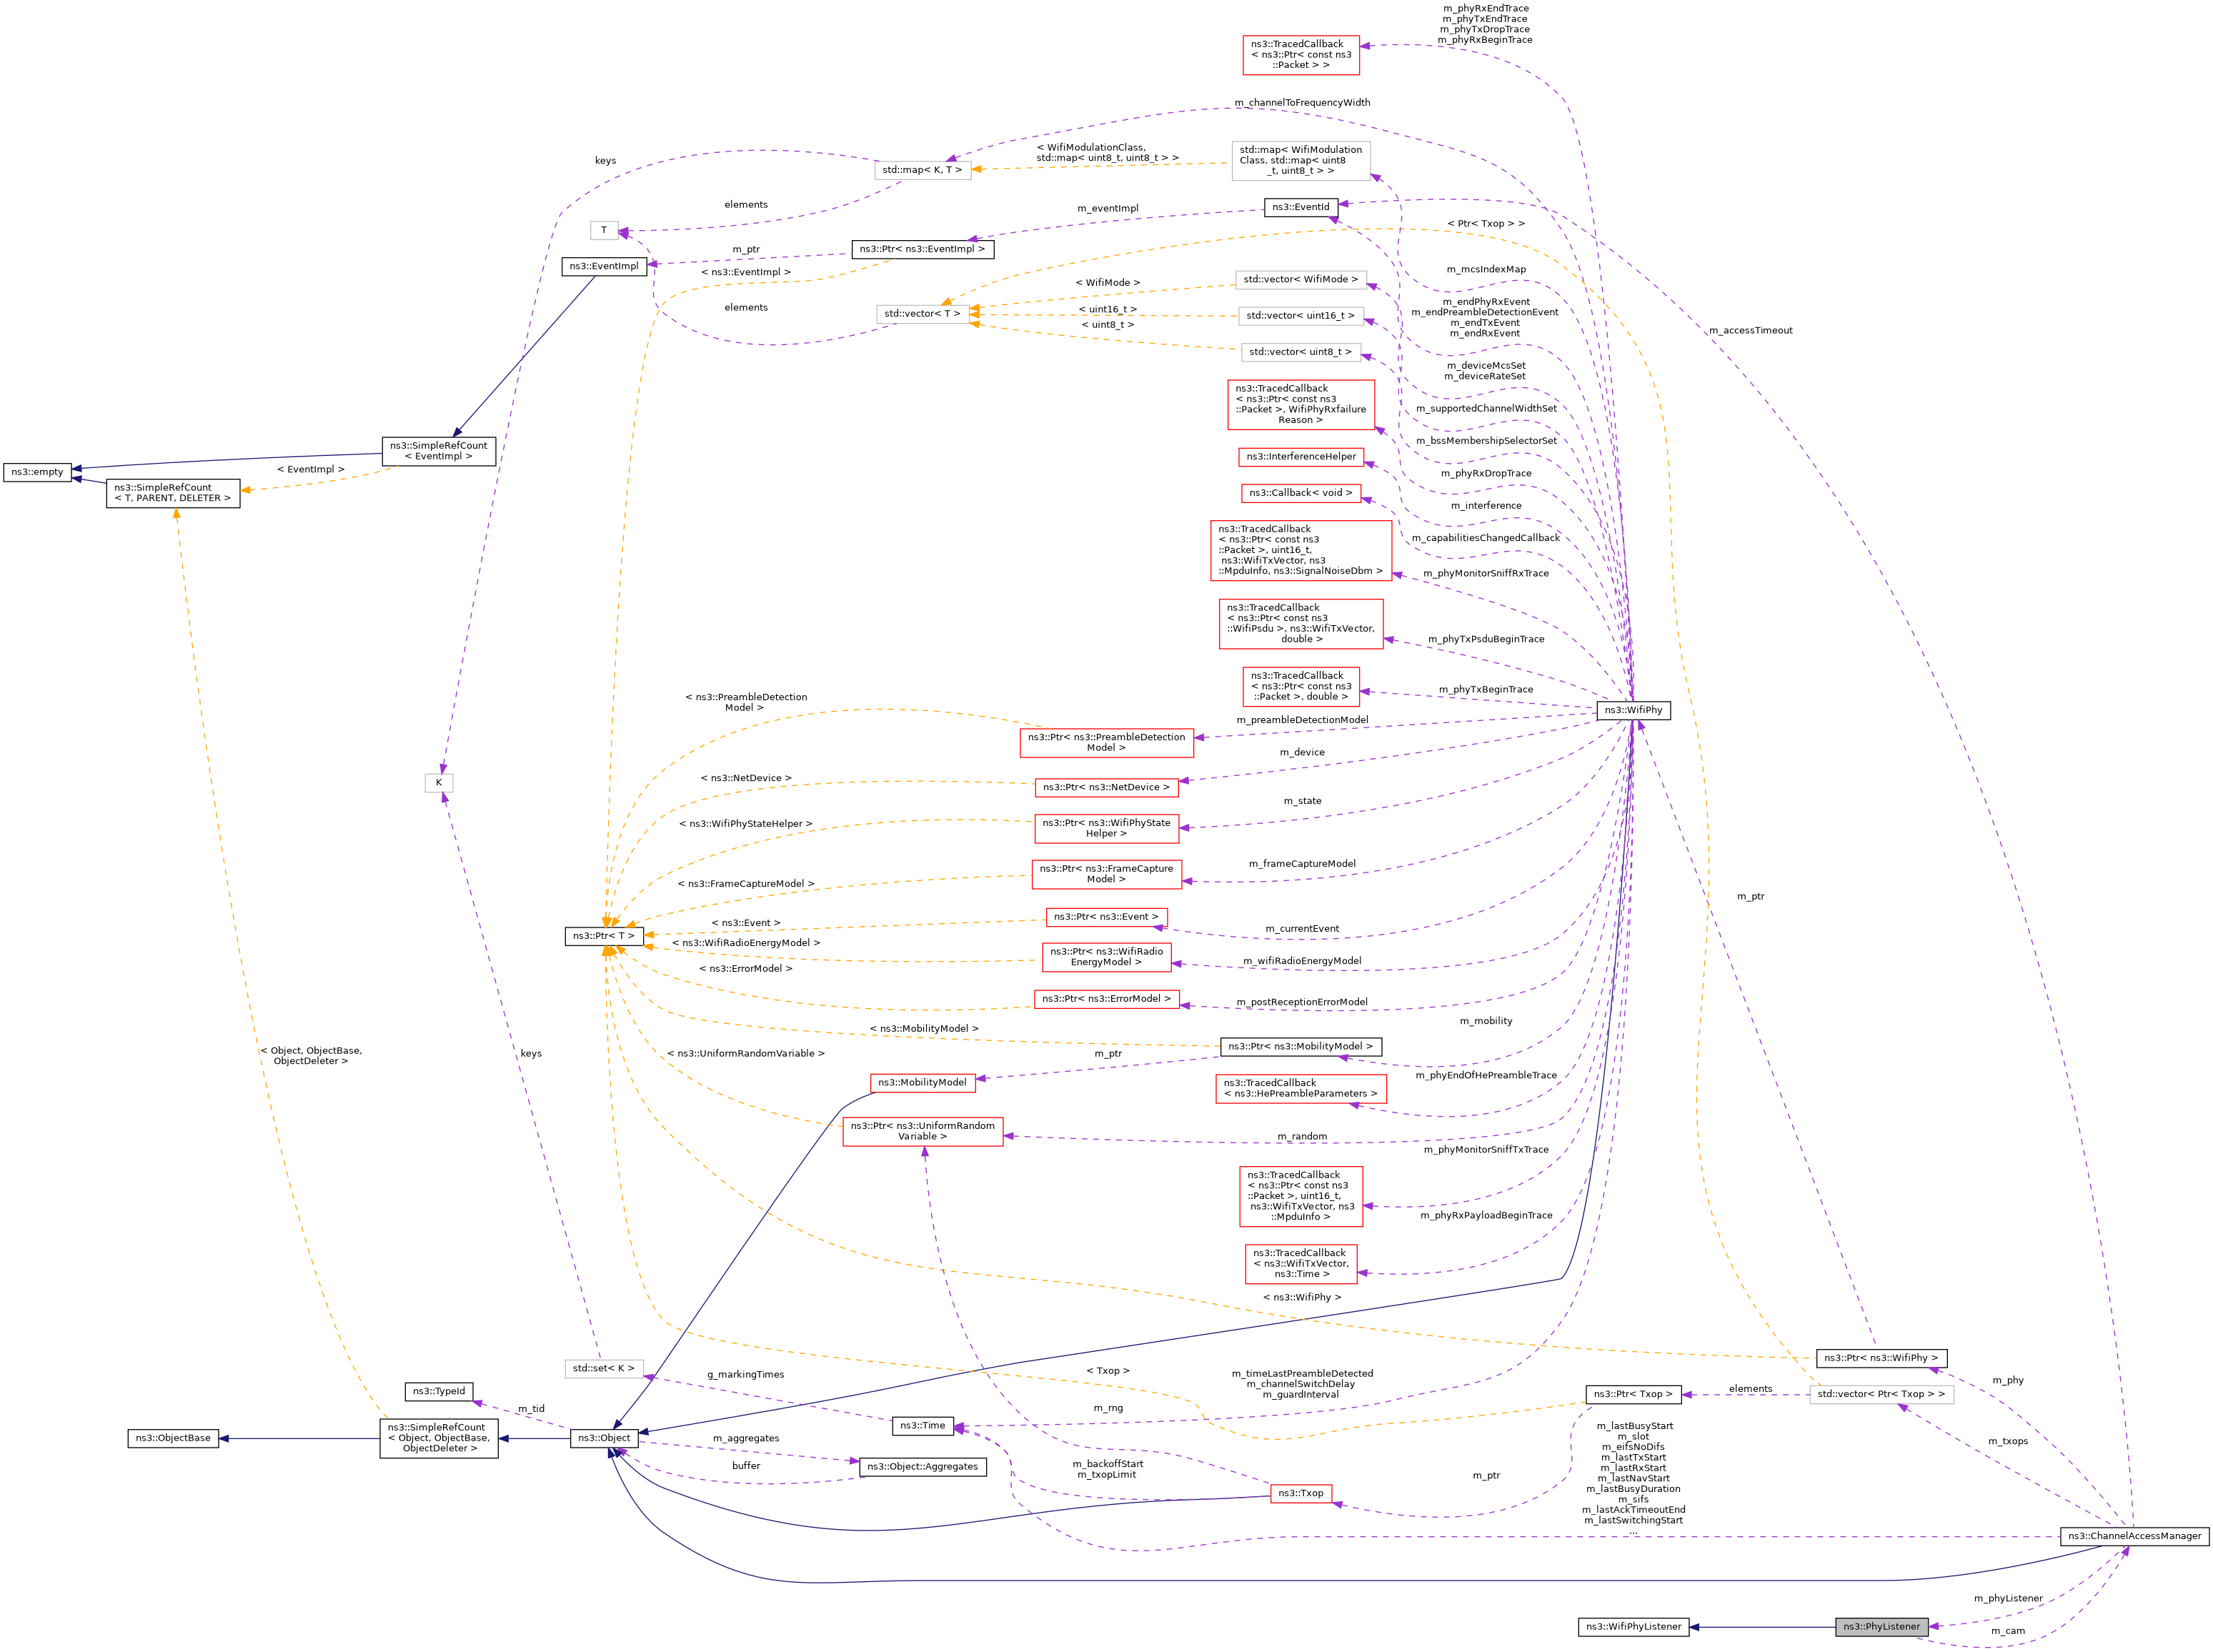 m_phyRxEndTrace
m_phyTxEndTrace
m_phyTxDropTrace
m_phyRxBeginTrace
ns3::TracedCallback
< ns3::Ptr< const ns3
::Packet > >
m_channelToFrequencyWidth
keys
< WifiModulationClass,
std::map< uint8_t, uint8_t > >
std::map< WifiModulation
Class, std::map< uint8
_t, uint8_t > >
std::map< K, T >
elements
m_eventImpl
ns3::EventId
T
< Ptr< Txop > >
m_ptr
ns3::Ptr< ns3::EventImpl >
ns3::EventImpl
< ns3::EventImpl >
m_mcsIndexMap
< WifiMode >
std::vector< WifiMode >
elements
std::vector< T >
< uint16_t >
std::vector< uint16_t >
< uint8_t >
m_endPhyRxEvent
m_endPreambleDetectionEvent
m_endTxEvent
m_endRxEvent
m_accessTimeout
std::vector< uint8_t >
m_deviceMcsSet
m_deviceRateSet
ns3::TracedCallback
< ns3::Ptr< const ns3
::Packet >, WifiPhyRxfailure
Reason >
m_supportedChannelWidthSet
ns3::SimpleRefCount
< EventImpl >
m_bssMembershipSelectorSet
ns3::InterferenceHelper
ns3::empty
< EventImpl >
m_phyRxDropTrace
ns3::SimpleRefCount
< T, PARENT, DELETER >
ns3::Callback< void >
m_interference
ns3::TracedCallback
< ns3::Ptr< const ns3
::Packet >, uint16_t,
ns3::WifiTxVector, ns3
::MpduInfo, ns3::SignalNoiseDbm >
m_capabilitiesChangedCallback
m_phyMonitorSniffRxTrace
ns3::TracedCallback
< ns3::Ptr< const ns3
::WifiPsdu >, ns3::WifiTxVector,
double >
m_phyTxPsduBeginTrace
ns3::TracedCallback
< ns3::Ptr< const ns3
::Packet >, double >
m_phyTxBeginTrace
< ns3::PreambleDetection
Model >
ns3::WifiPhy
m_preambleDetectionModel
ns3::Ptr< ns3::PreambleDetection
Model >
m_device
K
< ns3::NetDevice >
ns3::Ptr< ns3::NetDevice >
m_state
< ns3::WifiPhyStateHelper >
ns3::Ptr< ns3::WifiPhyState
Helper >
m_frameCaptureModel
ns3::Ptr< ns3::FrameCapture
Model >
< ns3::FrameCaptureModel >
m_ptr
ns3::Ptr< ns3::Event >
< ns3::Event >
m_currentEvent
ns3::Ptr< T >
< ns3::WifiRadioEnergyModel >
ns3::Ptr< ns3::WifiRadio
EnergyModel >
m_wifiRadioEnergyModel
< ns3::ErrorModel >
ns3::Ptr< ns3::ErrorModel >
m_postReceptionErrorModel
m_mobility
< ns3::MobilityModel >
ns3::Ptr< ns3::MobilityModel >
< Object, ObjectBase,
ObjectDeleter >
keys
< ns3::UniformRandomVariable >
m_ptr
m_phyEndOfHePreambleTrace
ns3::MobilityModel
ns3::TracedCallback
< ns3::HePreambleParameters >
ns3::Ptr< ns3::UniformRandom
Variable >
m_random
m_phyMonitorSniffTxTrace
ns3::TracedCallback
< ns3::Ptr< const ns3
::Packet >, uint16_t,
ns3::WifiTxVector, ns3
::MpduInfo >
m_phyRxPayloadBeginTrace
ns3::TracedCallback
< ns3::WifiTxVector,
ns3::Time >
< ns3::WifiPhy >
ns3::Ptr< ns3::WifiPhy >
std::set< K >
g_markingTimes
< Txop >
m_timeLastPreambleDetected
m_channelSwitchDelay
m_guardInterval
m_phy
ns3::TypeId
ns3::Ptr< Txop >
elements
std::vector< Ptr< Txop > >
m_tid
m_rng
ns3::Time
ns3::SimpleRefCount
< Object, ObjectBase,
ObjectDeleter >
ns3::ObjectBase
ns3::Object
m_aggregates
buffer
ns3::Object::Aggregates
m_backoffStart
m_txopLimit
m_ptr
m_lastBusyStart
m_slot
m_eifsNoDifs
m_lastTxStart
m_lastRxStart
m_lastNavStart
m_lastBusyDuration
m_sifs
m_lastAckTimeoutEnd
m_lastSwitchingStart
...
m_txops
ns3::Txop
ns3::ChannelAccessManager
m_phyListener
ns3::WifiPhyListener
ns3::PhyListener
m_cam